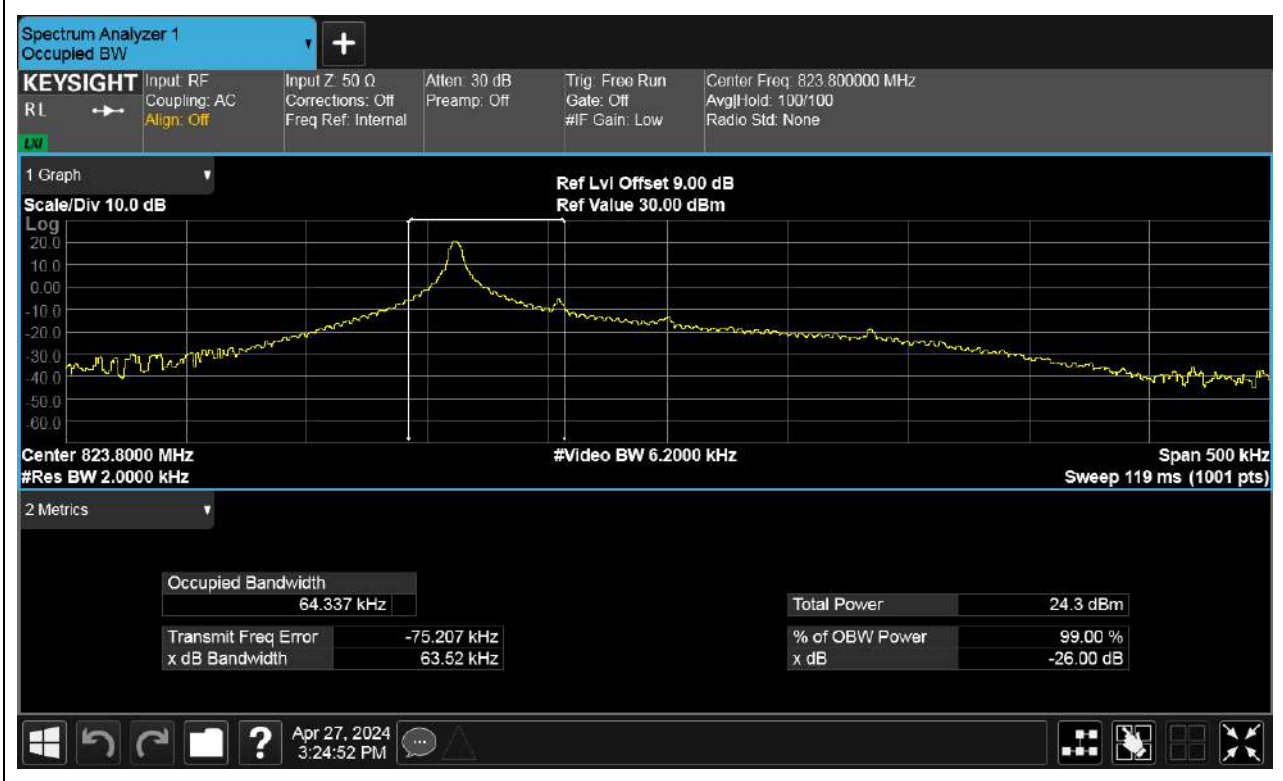 Spectrum Analyzer 1
Occupied BW
+
KEYSIGHT
RL
LXI
Input: RF
Coupling: AC
Align: Off
Input Z: 50 Ω
Corrections: Off
Freq Ref: Internal
Atten: 30 dB
Preamp: Off
Trig: Free Run
Gate: Off
#IF Gain: Low
Center Freq: 823.800000 MHz
Avg|Hold: 100/100
Radio Std: None
1 Graph
Scale/Div 10.0 dB
Ref Lvl Offset 9.00 dB
Ref Value 30.00 dBm
Log
20.0
10.0
0.00
-10.0
-20.0
-30.0
-40.0
-50.0
-60.0
Center 823.8000 MHz
#Res BW 2.0000 kHz
#Video BW 6.2000 kHz
Span 500 kHz
Sweep 119 ms (1001 pts)
2 Metrics
Occupied Bandwidth
64.337 kHz
Transmit Freq Error -75.207 kHz
x dB Bandwidth 63.52 kHz
Total Power 24.3 dBm
% of OBW Power 99.00 %
x dB -26.00 dB
?
Apr 27, 2024
3:24:52 PM